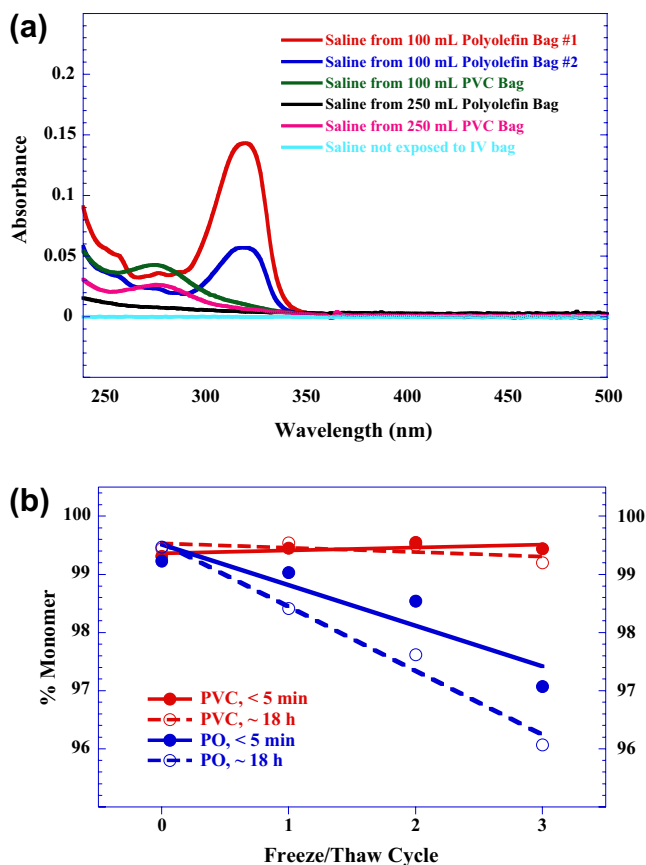 (a)
Saline from 100 mL Polyolefin Bag #1
Saline from 100 mL Polyolefin Bag #2
Saline from 100 mL PVC Bag
Saline from 250 mL Polyolefin Bag
Saline from 250 mL PVC Bag
Saline not exposed to IV bag
0.2
0.15
0.1
0.05
0
Absorbance
250 300 350 400 450 500
Wavelength (nm)
(b)
100 100
99 99
98 98
97 97
96 96
% Monomer
PVC, < 5 min
PVC, ~ 18 h
PO, < 5 min
PO, ~ 18 h
0 1 2 3
Freeze/Thaw Cycle